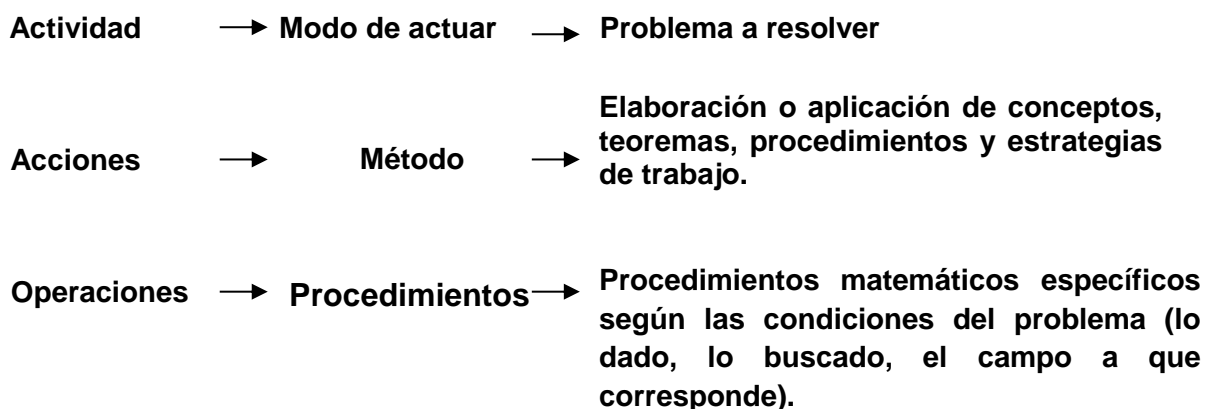 Actividad Modo de actuar Problema a resolver
Elaboración o aplicación de conceptos,
Acciones Método teoremas, procedimientos y estrategias
de trabajo.
Operaciones Procedimientos Procedimientos matemáticos específicos
según las condiciones del problema (lo
dado, lo buscado, el campo a que
corresponde).